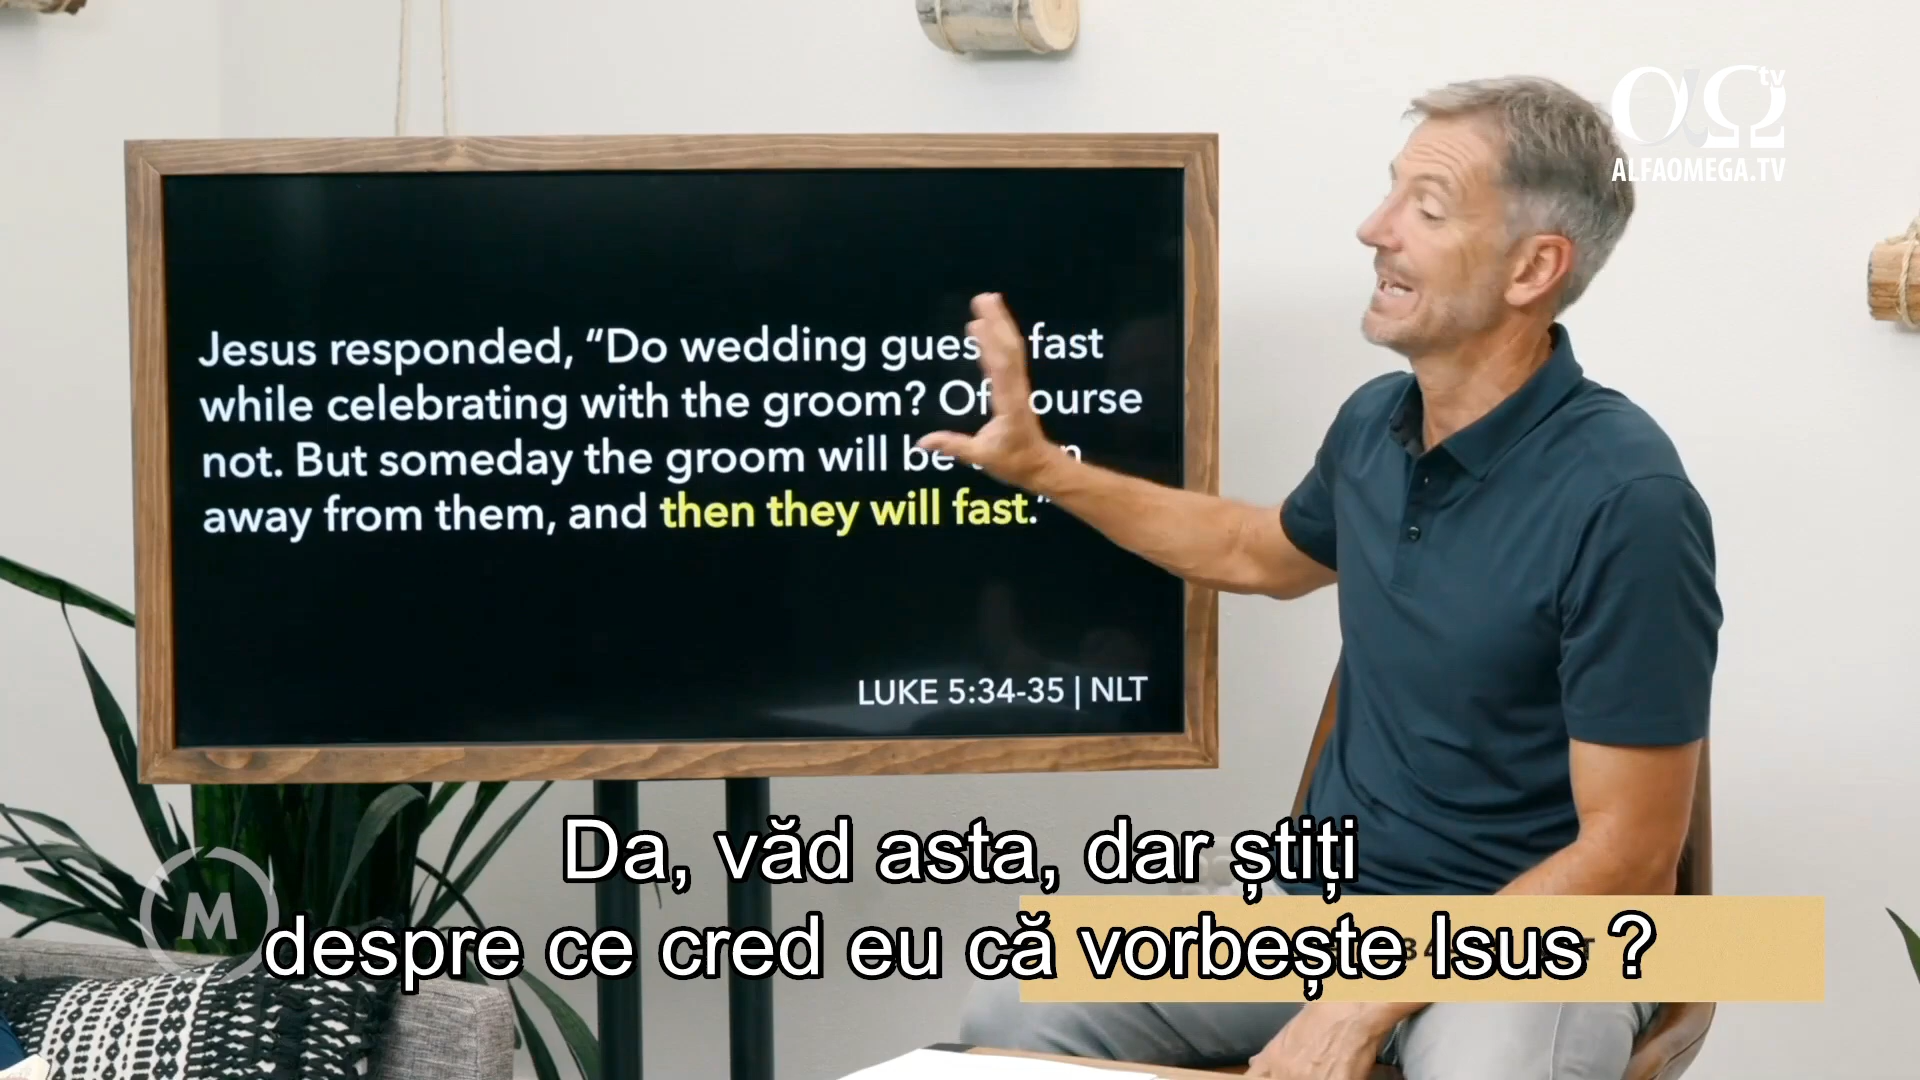 tv
ALFAOMEGA.TV
Jesus responded, “Do wedding fast
while celebrating with the groom? Of
not. But someday the groom will be
away from them, and then they will fast.”
LUKE 5:34-35 | NLT
Da, văd asta, dar știți
despre ce cred eu că vorbește Isus ?
M